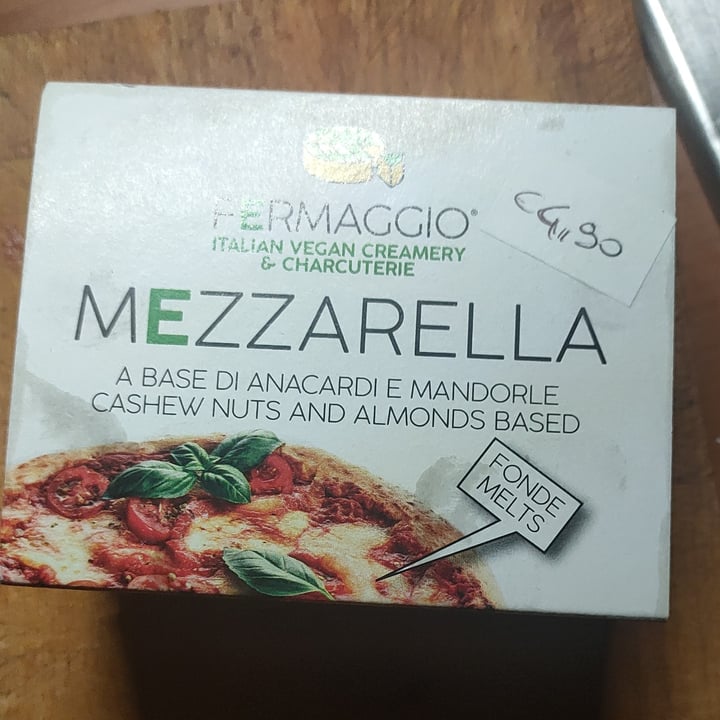 FERMAGGIO®
ITALIAN VEGAN CREAMERY
& CHARCUTERIE
€4,,90
MEZZARELLA
A BASE DI ANACARDI E MANDORLE
CASHEW NUTS AND ALMONDS BASED
FONDE
MELTS